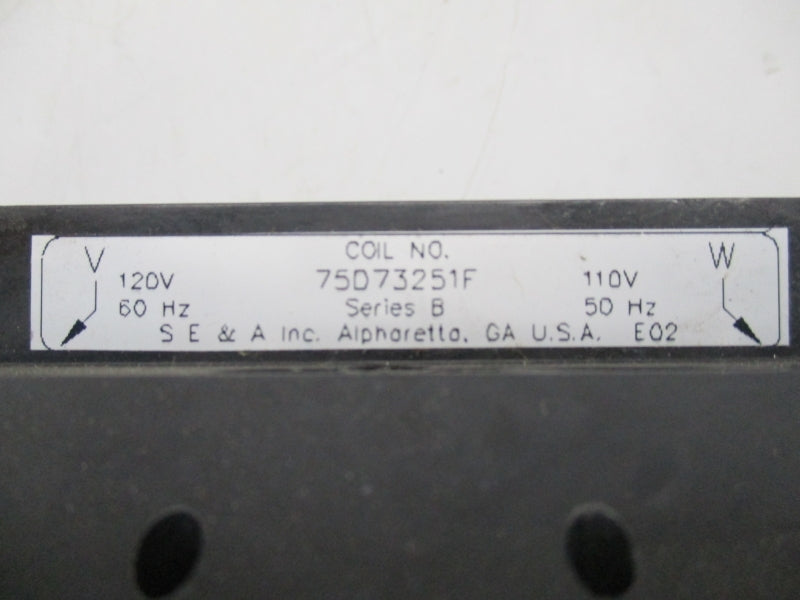 V COIL NO. W
120V 75D73251F 110V
60 Hz Series B 50 Hz
S E & A Inc. Alpharetta, GA U.S.A. E02